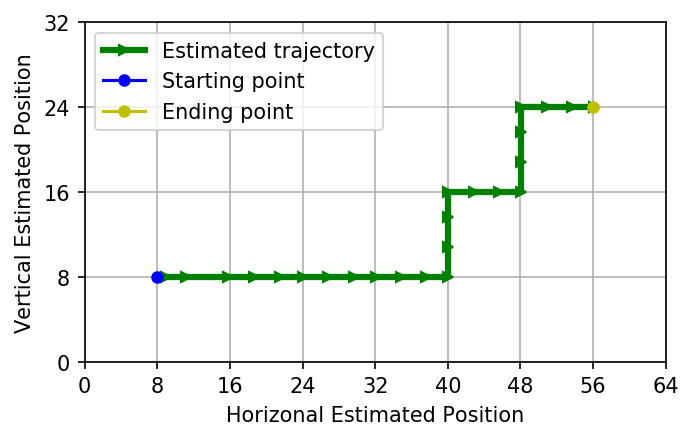 32
24
16
8
0
Vertical Estimated Position
Estimated trajectory
Starting point
Ending point
0 8 16 24 32 40 48 56 64
Horizonal Estimated Position